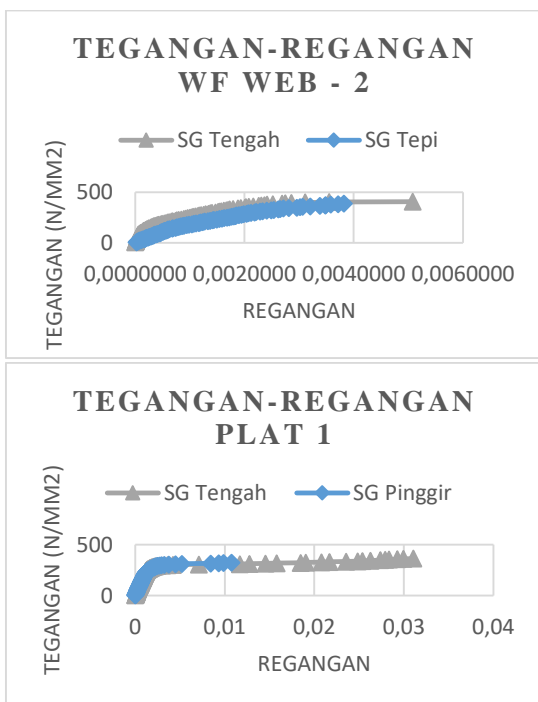 TEGANGAN-REGANGAN
WF WEB - 2
SG Tengah SG Tepi
TEGANGAN (N/MM2)
500
0
0,0000000 0,0020000 0,0040000 0,0060000
REGANGAN
TEGANGAN-REGANGAN
PLAT 1
SG Tengah SG Pinggir
TEGANGAN (N/MM2)
500
0
0 0,01 0,02 0,03 0,04
REGANGAN